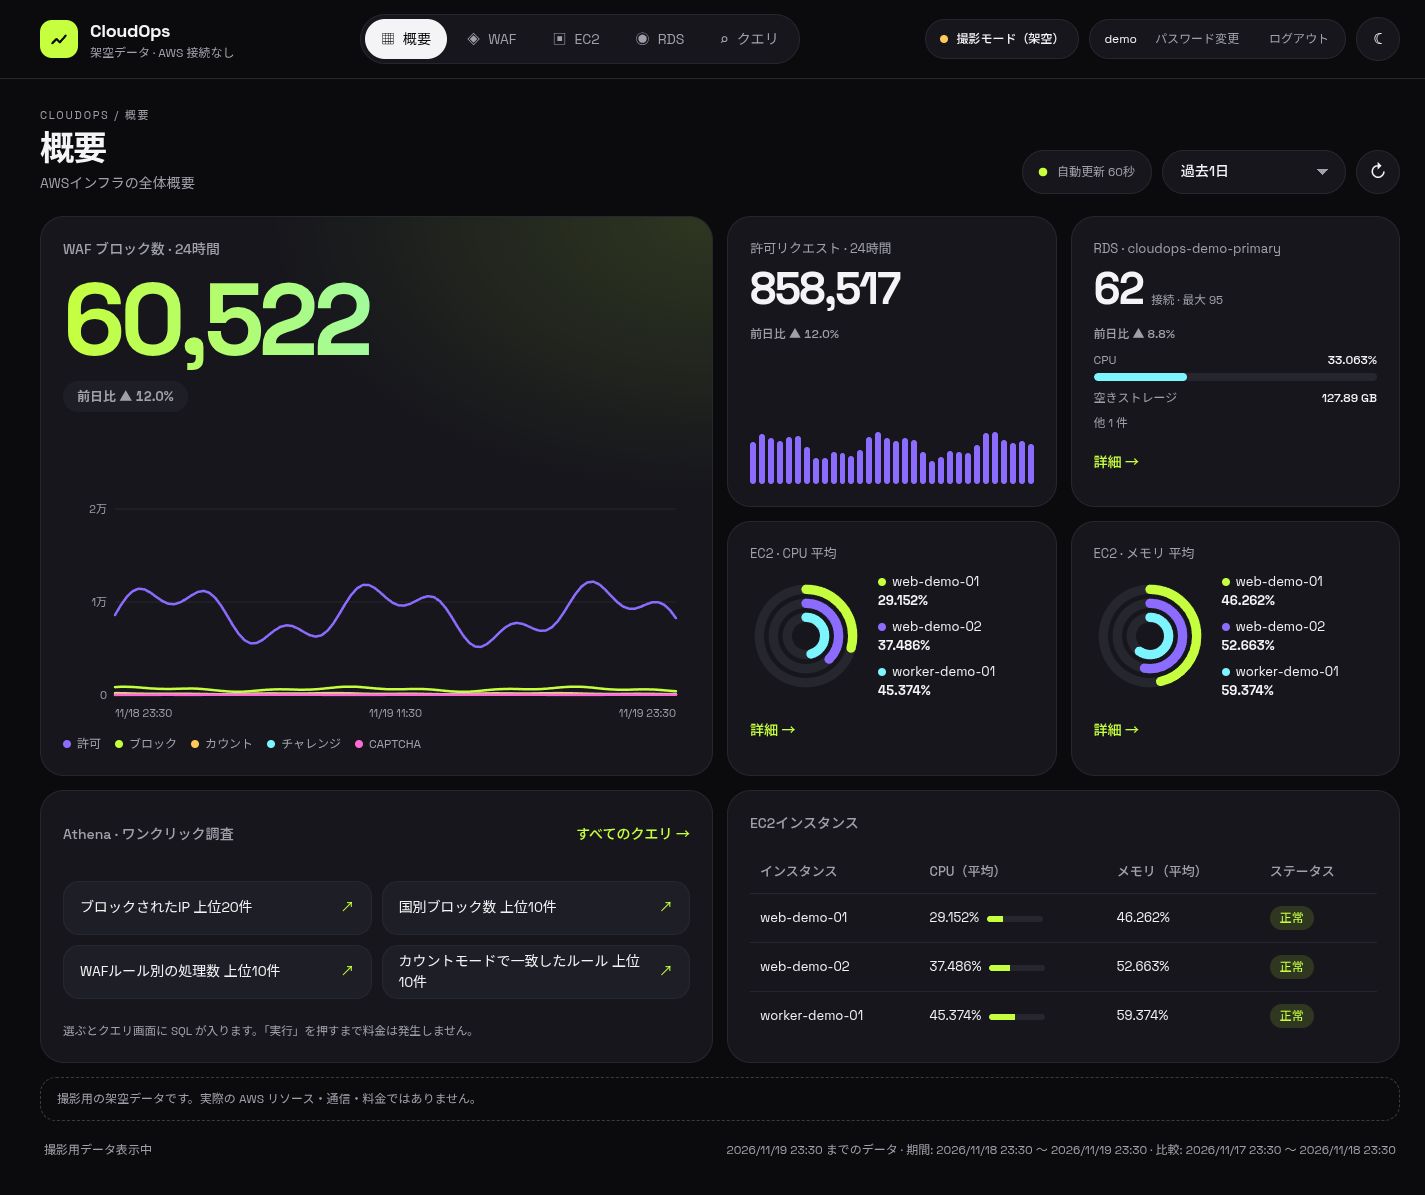 CloudOps
架空データ · AWS 接続なし
概要
WAF
EC2
RDS
クエリ
撮影モード（架空）
demo
パスワード変更
ログアウト
CLOUDOPS / 概要
概要
AWSインフラの全体概要
自動更新 60秒
過去1日
WAF ブロック数 · 24時間
60,522
前日比 ▲ 12.0%
2万
1万
0
11/18 23:30
11/19 11:30
11/19 23:30
許可
ブロック
カウント
チャレンジ
CAPTCHA
許可リクエスト · 24時間
858,517
前日比 ▲ 12.0%
RDS · cloudops-demo-primary
62 接続 · 最大 95
前日比 ▲ 8.8%
CPU 33.063%
空きストレージ 127.89 GB
他 1 件
詳細 →
EC2 · CPU 平均
web-demo-01
29.152%
web-demo-02
37.486%
worker-demo-01
45.374%
詳細 →
EC2 · メモリ 平均
web-demo-01
46.262%
web-demo-02
52.663%
worker-demo-01
59.374%
詳細 →
Athena · ワンクリック調査
すべてのクエリ →
ブロックされたIP 上位20件 ↗
国別ブロック数 上位10件 ↗
WAFルール別の処理数 上位10件 ↗
カウントモードで一致したルール 上位
10件 ↗
選ぶとクエリ画面に SQL が入ります。「実行」を押すまで料金は発生しません。
EC2インスタンス
インスタンス CPU（平均） メモリ（平均） ステータス
web-demo-01 29.152% 46.262% 正常
web-demo-02 37.486% 52.663% 正常
worker-demo-01 45.374% 59.374% 正常
撮影用の架空データです。実際の AWS リソース・通信・料金ではありません。
撮影用データ表示中
2026/11/19 23:30 までのデータ · 期間: 2026/11/18 23:30 〜 2026/11/19 23:30 · 比較: 2026/11/17 23:30 〜 2026/11/18 23:30